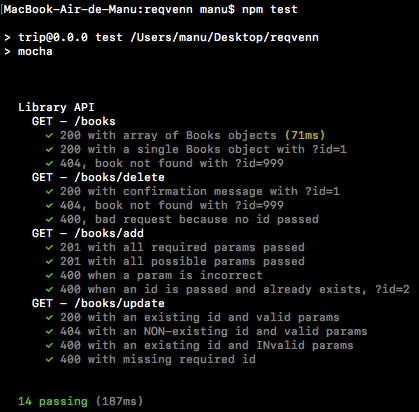 [MacBook-Air-de-Manu:reqvenn manu$ npm test
> trip@0.0.0 test /Users/manu/Desktop/reqvenn
> mocha
Library API
GET - /books
✓ 200 with array of Books objects (71ms)
✓ 200 with a single Books object with ?id=1
✓ 404, book not found with ?id=999
GET - /books/delete
✓ 200 with confirmation message with ?id=1
✓ 404, book not found with ?id=999
✓ 400, bad request because no id passed
GET - /books/add
✓ 201 with all required params passed
✓ 201 with all possible params passed
✓ 400 when a param is incorrect
✓ 400 when an id is passed and already exists, ?id=2
GET - /books/update
✓ 200 with an existing id and valid params
✓ 404 with an NON-existing id and valid params
✓ 400 with an existing id and INvalid params
✓ 400 with missing required id
14 passing (187ms)